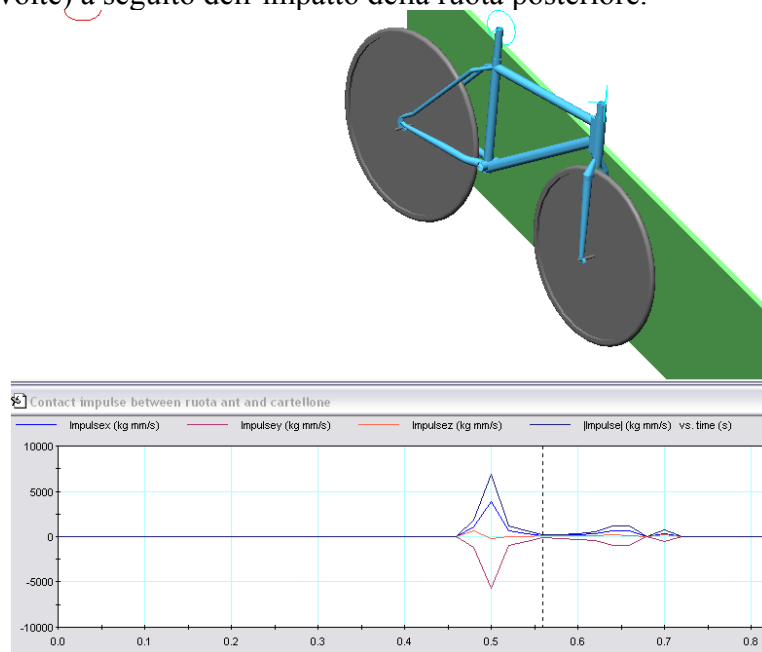 volte) a seguito dell'impatto della ruota posteriore.
Contact impulse between ruota ant and cartellone
Impulsex (kg mm/s) Impulsey (kg mm/s) Impulsez (kg mm/s) |Impulse| (kg mm/s) vs. time (s)
10000
5000
0
-5000
-10000
0.0 0.1 0.2 0.3 0.4 0.5 0.6 0.7 0.8